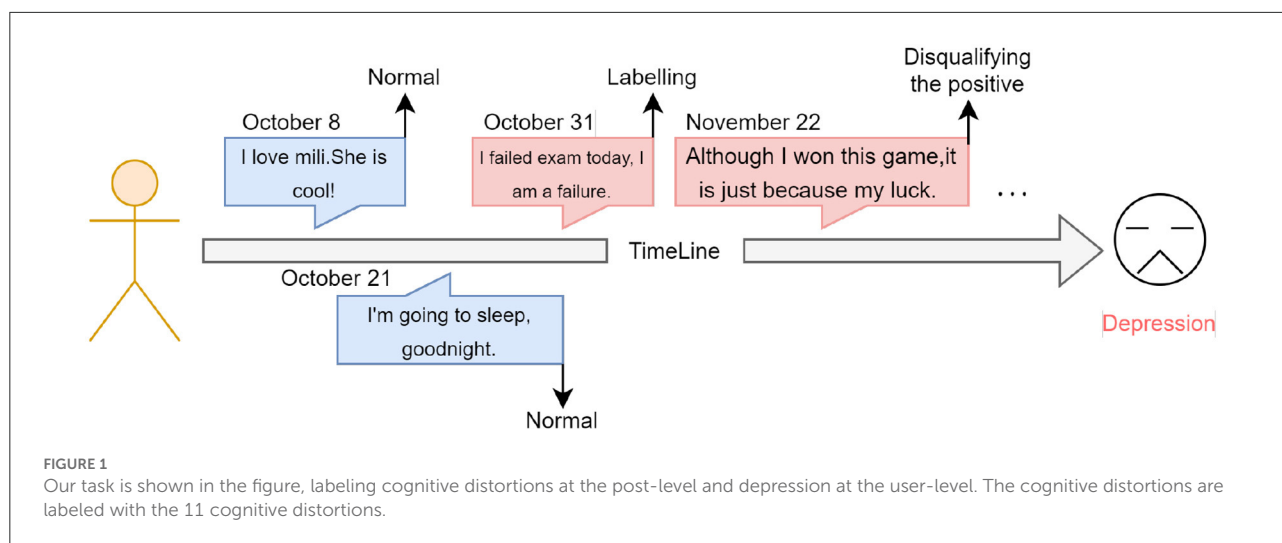 Normal
October 8
I love mili.She is
cool!
Labelling
October 31
I failed exam today, I
am a failure.
Disqualifying
the positive
November 22
Although I won this game,it
is just because my luck.
...
TimeLine
October 21
I'm going to sleep,
goodnight.
Normal
Depression
FIGURE 1
Our task is shown in the figure, labeling cognitive distortions at the post-level and depression at the user-level. The cognitive distortions are
labeled with the 11 cognitive distortions.